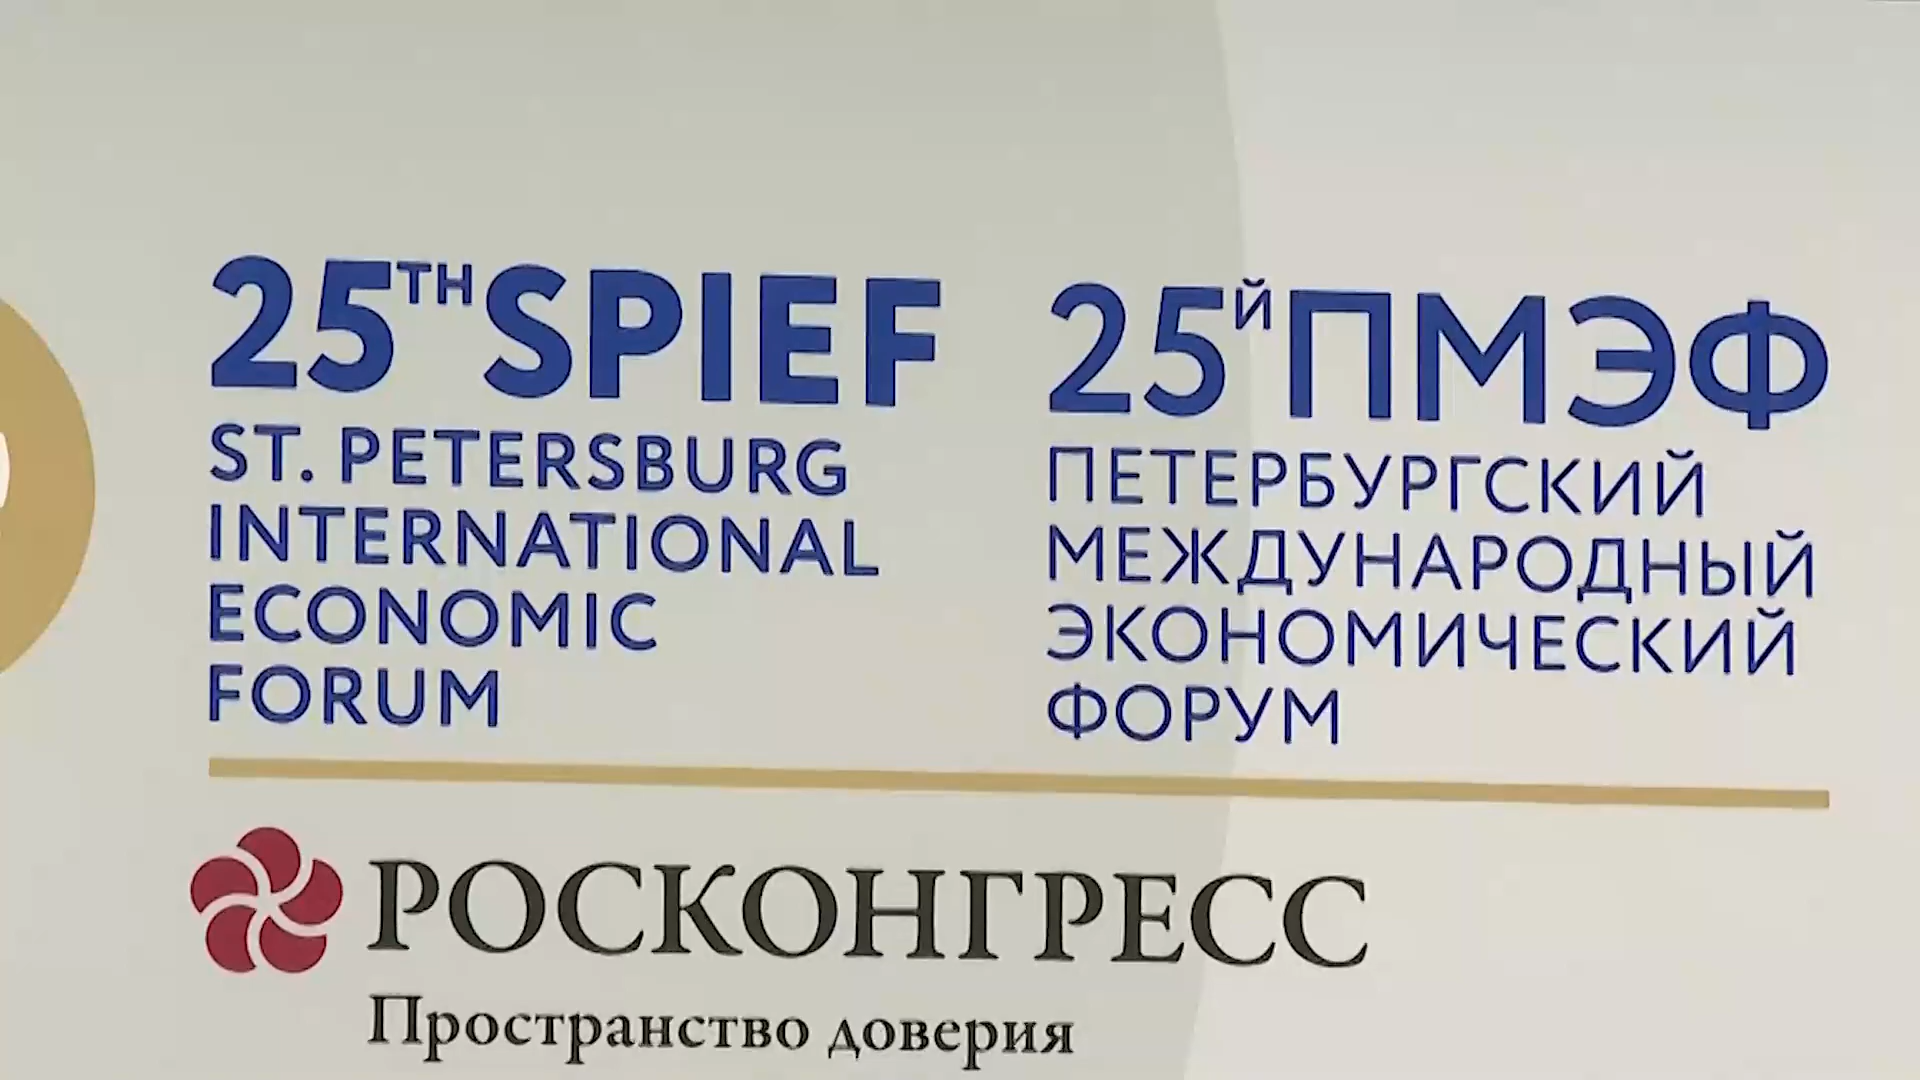 25TH SPIEF
ST. PETERSBURG
INTERNATIONAL
ECONOMIC
FORUM
25Й ПМЭФ
ПЕТЕРБУРГСКИЙ
МЕЖДУНАРОДНЫЙ
ЭКОНОМИЧЕСКИЙ
ФОРУМ
РОСКОНГРЕСС
Пространство доверия